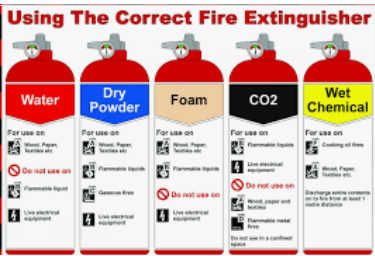 Using The Correct Fire Extinguisher
Water
For use on
Wood, Paper,
Textiles etc
Do not use on
Flammable liquid
Live electrical
equipment
Dry
Powder
For use on
Wood, Paper,
Textiles etc
Flammable liquids
Gaseous fires
Live electrical
equipment
Foam
For use on
Wood, Paper,
Textiles etc
Flammable liquids
Do not use on
Live electrical
equipment
CO2
For use on
Flammable liquids
Live electrical
equipment
Do not use on
Wood, paper and
textiles
Flammable metal
fires
Do not use in a confined
space
Wet
Chemical
For use on
Cooking oil fires
Wood, Paper,
Textiles etc
Discharge entire contents
on to fire from at least 1
metre distance